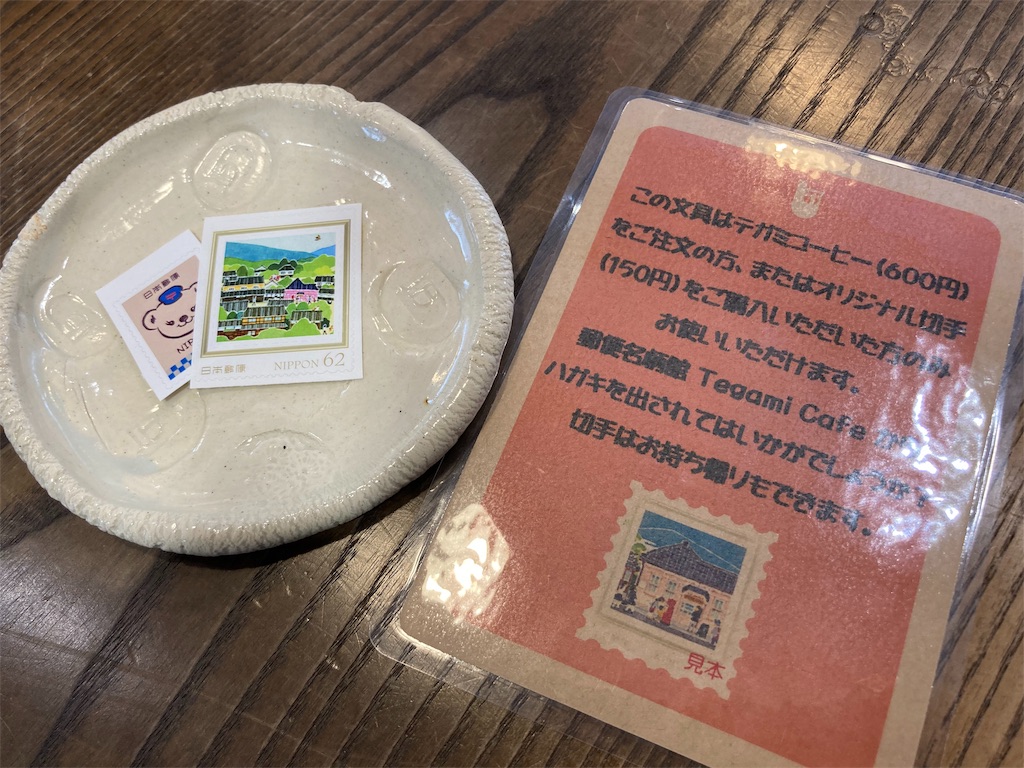 日本郵便
NIP
日本郵便
NIPPON 62
この文具はテガミコーヒー(600円)
をご注文の方、またはオリジナル切手
(150円)をご購入いただいた方のみ
お使いいただけます。
郵便名柄館 Tegami Cafe から
ハガキを出されてはいかがでしょうか?
切手はお持ち帰りもできます。
見本